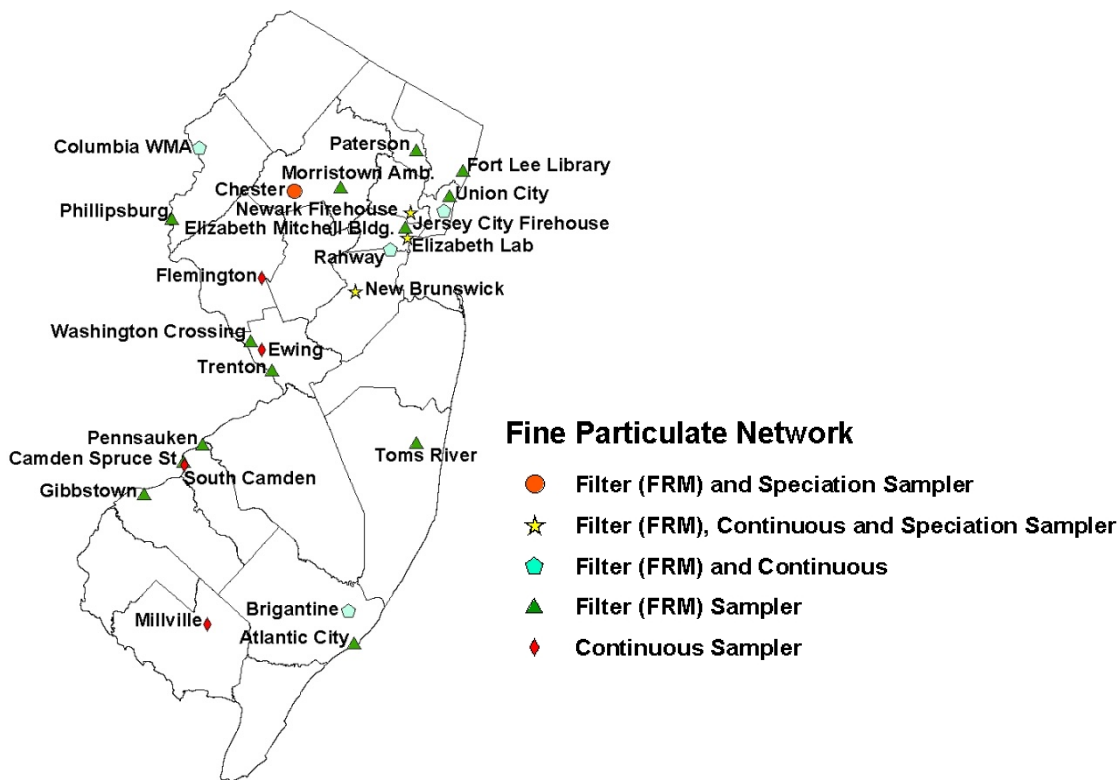 Columbia WMA
Paterson
Fort Lee Library
Morristown Amb.
Chester
Union City
Phillipsburg
Newark Firehouse
Jersey City Firehouse
Elizabeth Mitchell Bldg.
Elizabeth Lab
Rahway
Flemington
New Brunswick
Washington Crossing
Ewing
Trenton
Pennsauken
Toms River
Camden Spruce St
South Camden
Gibbstown
Brigantine
Millville
Atlantic City
Fine Particulate Network
Filter (FRM) and Speciation Sampler
Filter (FRM), Continuous and Speciation Sampler
Filter (FRM) and Continuous
Filter (FRM) Sampler
Continuous Sampler